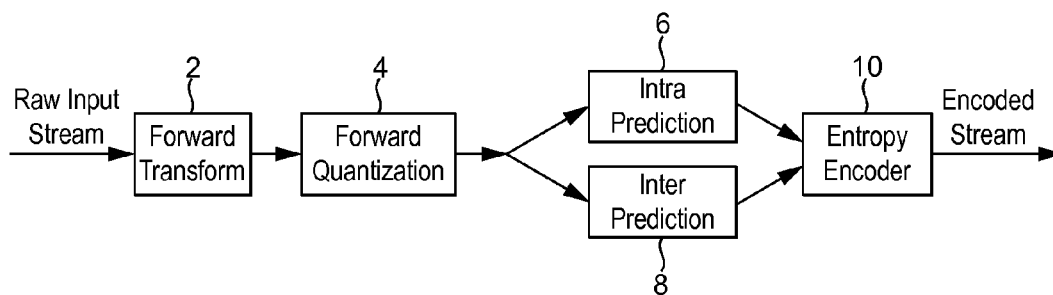 6
2
4
10
Raw Input
Stream
Forward
Transform
Forward
Quantization
Intra
Prediction
Inter
Prediction
Entropy
Encoder
Encoded
Stream
8